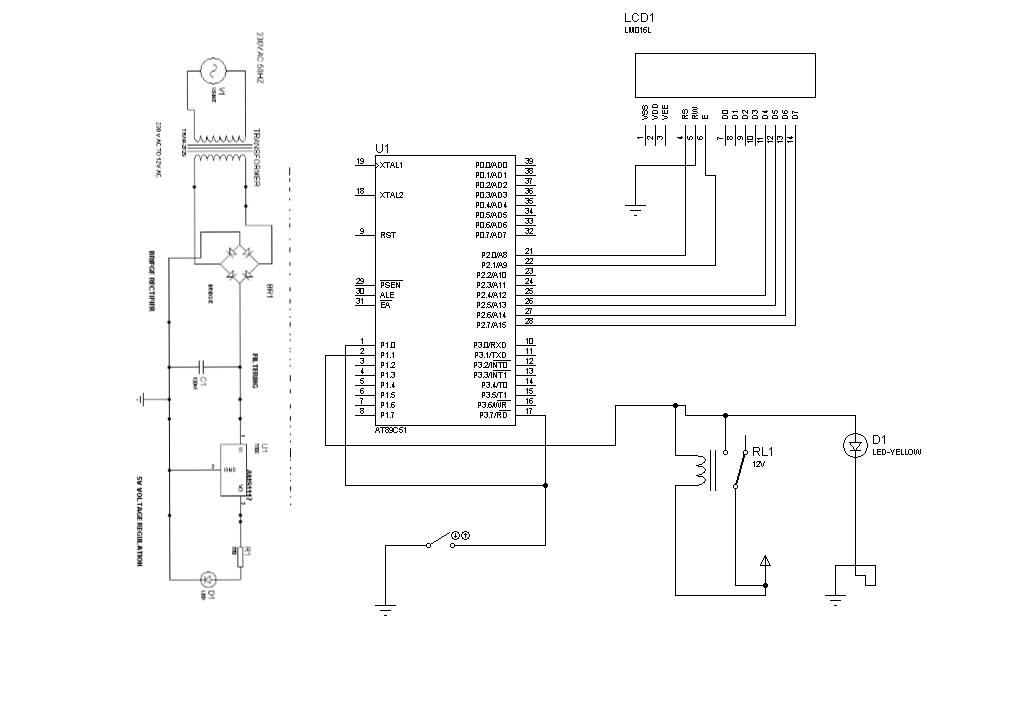 LCD1
LM016L
VSS
VDD
VEE
RS
RW
E
D0
D1
D2
D3
D4
D5
D6
D7
1
2
3
4
5
6
7
8
9
10
11
12
13
14
230V AC 50HZ
V1
VSINE
TRANSFORMER
TRAN-2P2S
230 v AC TO 12V AC
BRIFGE RECTIFIER
BR1
BRIDGE
FILTERING
C1
U1
7805
VI
VO
GND
1
2
3
AMS1117
5V VOLTAGE REGULATION
R1
D1
LED
U1
19 XTAL1
18 XTAL2
9 RST
29 PSEN
30 ALE
31 EA
1 P1.0
2 P1.1
3 P1.2
4 P1.3
5 P1.4
6 P1.5
7 P1.6
8 P1.7
P0.0/AD0 39
P0.1/AD1 38
P0.2/AD2 37
P0.3/AD3 36
P0.4/AD4 35
P0.5/AD5 34
P0.6/AD6 33
P0.7/AD7 32
P2.0/A8 21
P2.1/A9 22
P2.2/A10 23
P2.3/A11 24
P2.4/A12 25
P2.5/A13 26
P2.6/A14 27
P2.7/A15 28
P3.0/RXD 10
P3.1/TXD 11
P3.2/INT0 12
P3.3/INT1 13
P3.4/T0 14
P3.5/T1 15
P3.6/WR 16
P3.7/RD 17
AT89C51
RL1
12V
D1
LED-YELLOW